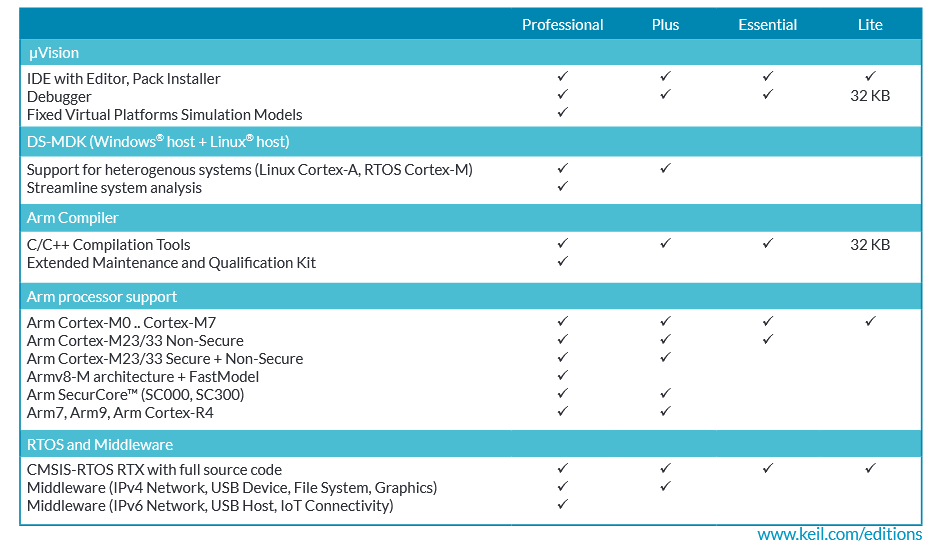 Professional Plus Essential Lite
µVision
IDE with Editor, Pack Installer ✓ ✓ ✓ ✓
Debugger ✓ ✓ ✓ 32 KB
Fixed Virtual Platforms Simulation Models ✓
DS-MDK (Windows® host + Linux® host)
Support for heterogenous systems (Linux Cortex-A, RTOS Cortex-M) ✓ ✓
Streamline system analysis ✓
Arm Compiler
C/C++ Compilation Tools ✓ ✓ ✓ 32 KB
Extended Maintenance and Qualification Kit ✓
Arm processor support
Arm Cortex-M0 .. Cortex-M7 ✓ ✓ ✓ ✓
Arm Cortex-M23/33 Non-Secure ✓ ✓ ✓
Arm Cortex-M23/33 Secure + Non-Secure ✓ ✓
Armv8-M architecture + FastModel ✓
Arm SecurCore™ (SC000, SC300) ✓ ✓
Arm7, Arm9, Arm Cortex-R4 ✓ ✓
RTOS and Middleware
CMSIS-RTOS RTX with full source code ✓ ✓ ✓ ✓
Middleware (IPv4 Network, USB Device, File System, Graphics) ✓ ✓
Middleware (IPv6 Network, USB Host, IoT Connectivity) ✓
www.keil.com/editions